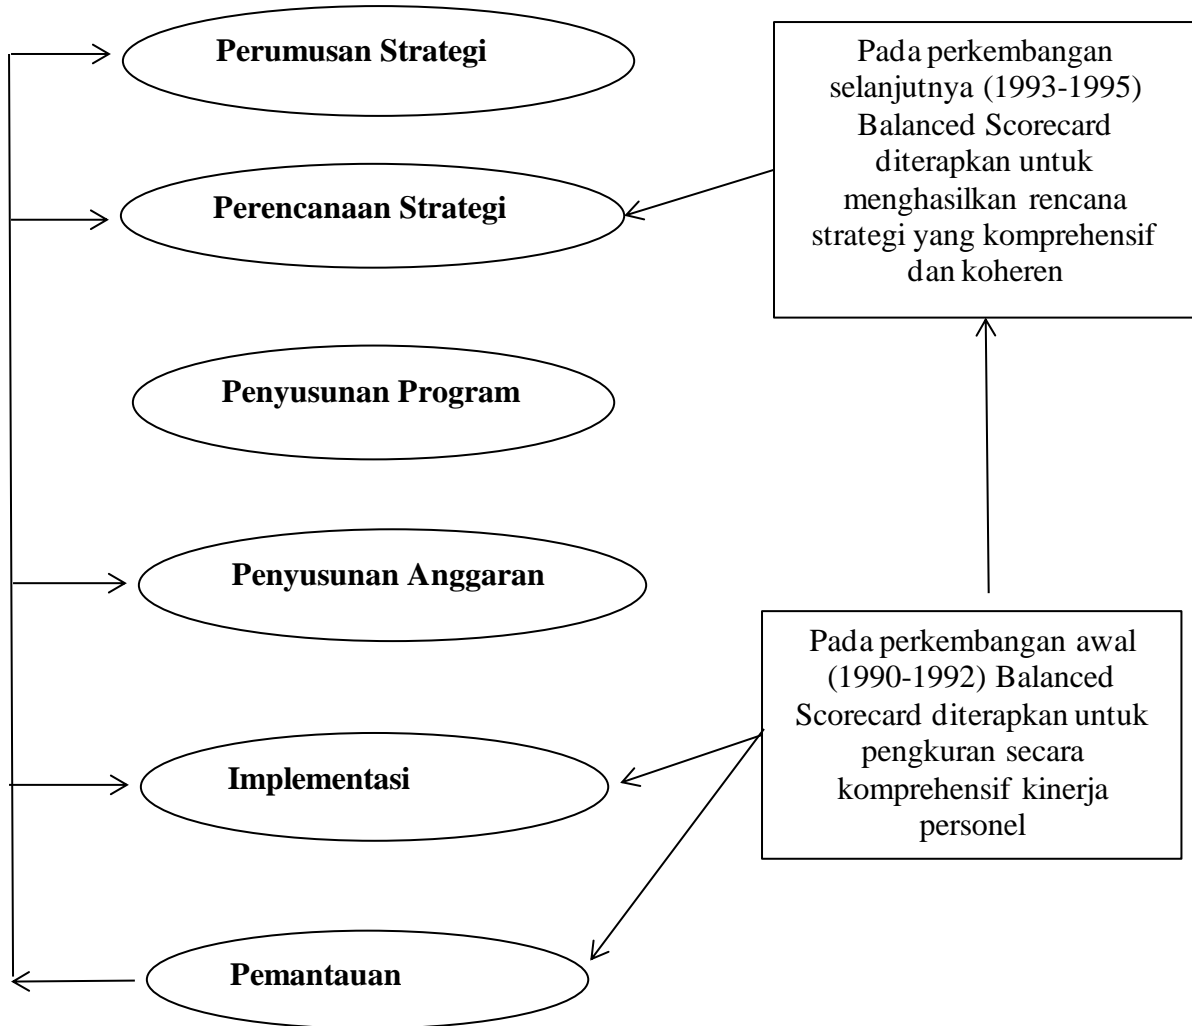 Perumusan Strategi
Perencanaan Strategi
Penyusunan Program
Penyusunan Anggaran
Implementasi
Pemantauan
Pada perkembangan
selanjutnya (1993-1995)
Balanced Scorecard
diterapkan untuk
menghasilkan rencana
strategi yang komprehensif
dan koheren
Pada perkembangan awal
(1990-1992) Balanced
Scorecard diterapkan untuk
pengkuran secara
komprehensif kinerja
personel